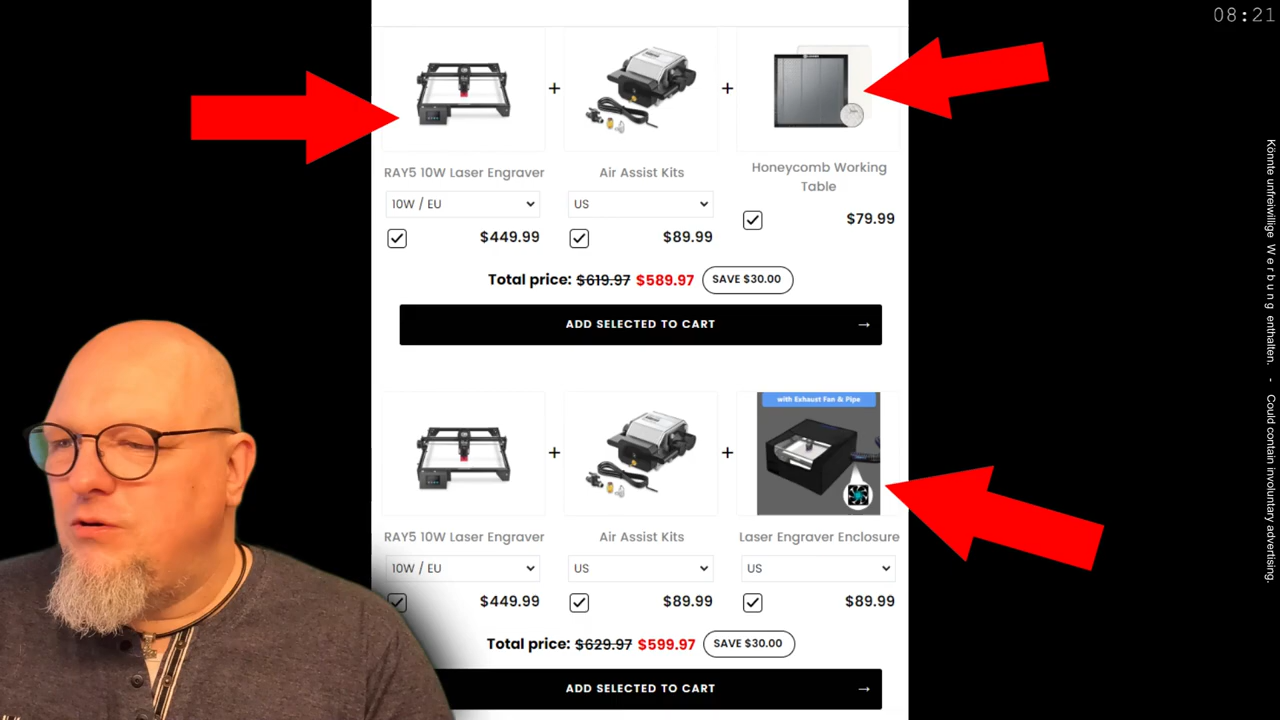 08:21
RAY5 10W Laser Engraver
Air Assist Kits
Honeycomb Working
Table
10W / EU
US
$449.99
$89.99
$79.99
Total price: $619.97 $589.97 SAVE $30.00
ADD SELECTED TO CART →
with Exhaust Fan & Pipe
RAY5 10W Laser Engraver
Air Assist Kits
Laser Engraver Enclosure
10W / EU
US
US
$449.99
$89.99
$89.99
Total price: $629.97 $599.97 SAVE $30.00
ADD SELECTED TO CART →
Könnte unfreiwillige Werbung enthalten. - Could contain involuntary advertising.